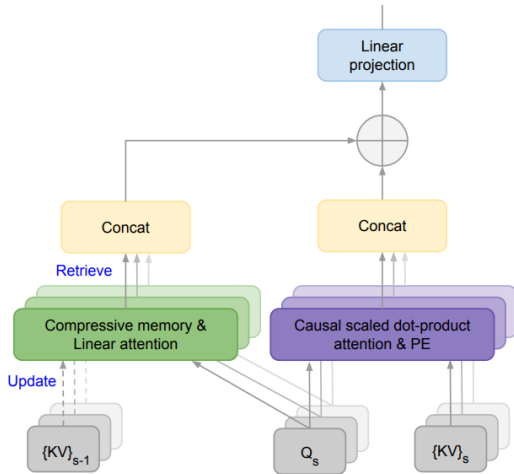 Linear
projection
Concat
Concat
Retrieve
Compressive memory &
Linear attention
Causal scaled dot-product
attention & PE
Update
{KV}s-1
Qs
{KV}s